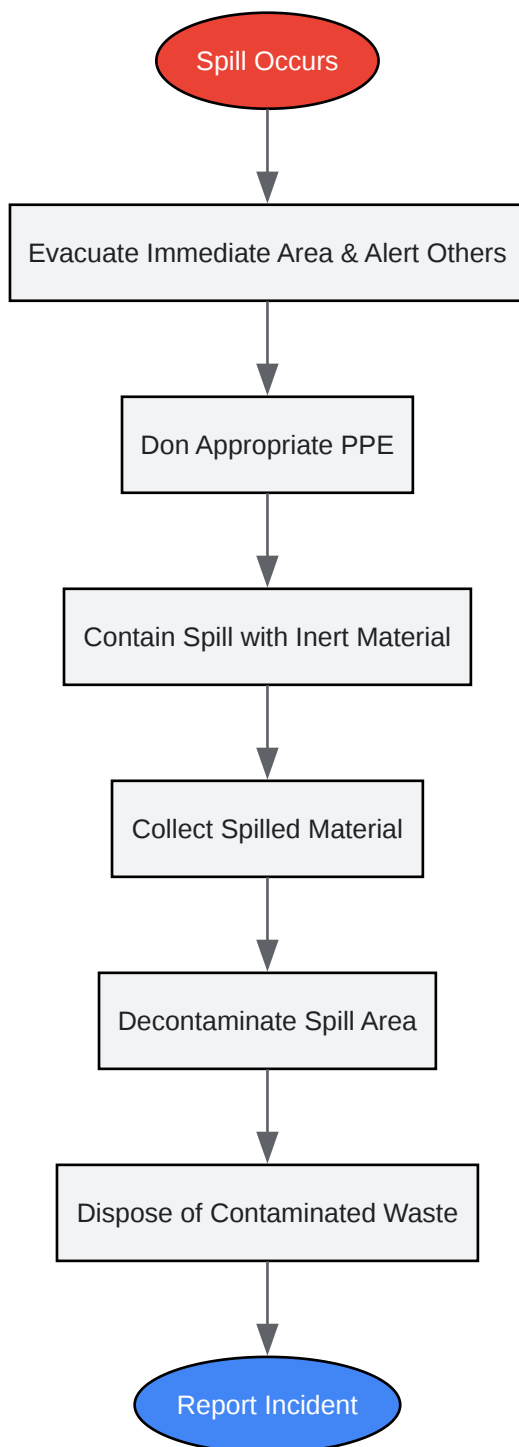 Spill Occurs
Evacuate Immediate Area & Alert Others
Don Appropriate PPE
Contain Spill with Inert Material
Collect Spilled Material
Decontaminate Spill Area
Dispose of Contaminated Waste
Report Incident